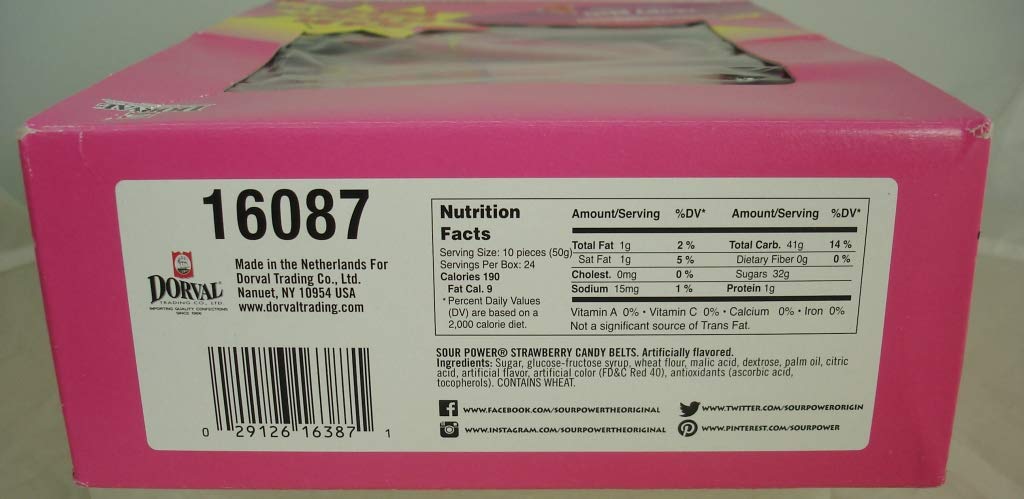 16087
DORVAL
TRADING CO., LTD.
IMPORTING QUALITY CONFECTIONS
SINCE 1966
Made in the Netherlands For
Dorval Trading Co., Ltd.
Nanuet, NY 10954 USA
www.dorvaltrading.com
0 29126 16387 1
Nutrition
Facts
Serving Size: 10 pieces (50g)
Servings Per Box: 24
Calories 190
Fat Cal. 9
* Percent Daily Values
(DV) are based on a
2,000 calorie diet.
Amount/Serving %DV* Amount/Serving %DV*
Total Fat 1g 2 % Total Carb. 41g 14 %
Sat Fat 1g 5 % Dietary Fiber 0g 0 %
Cholest. 0mg 0 % Sugars 32g
Sodium 15mg 1 % Protein 1g
Vitamin A 0% • Vitamin C 0% • Calcium 0% • Iron 0%
Not a significant source of Trans Fat.
SOUR POWER® STRAWBERRY CANDY BELTS. Artificially flavored.
Ingredients: Sugar, glucose-fructose syrup, wheat flour, malic acid, dextrose, palm oil, citric
acid, artificial flavor, artificial color (FD&C Red 40), antioxidants (ascorbic acid,
tocopherols). CONTAINS WHEAT.
WWW.FACEBOOK.COM/SOURPOWERTHEORIGINAL
WWW.TWITTER.COM/SOURPOWERORIGIN
WWW.INSTAGRAM.COM/SOURPOWERTHEORIGINAL
WWW.PINTEREST.COM/SOURPOWER